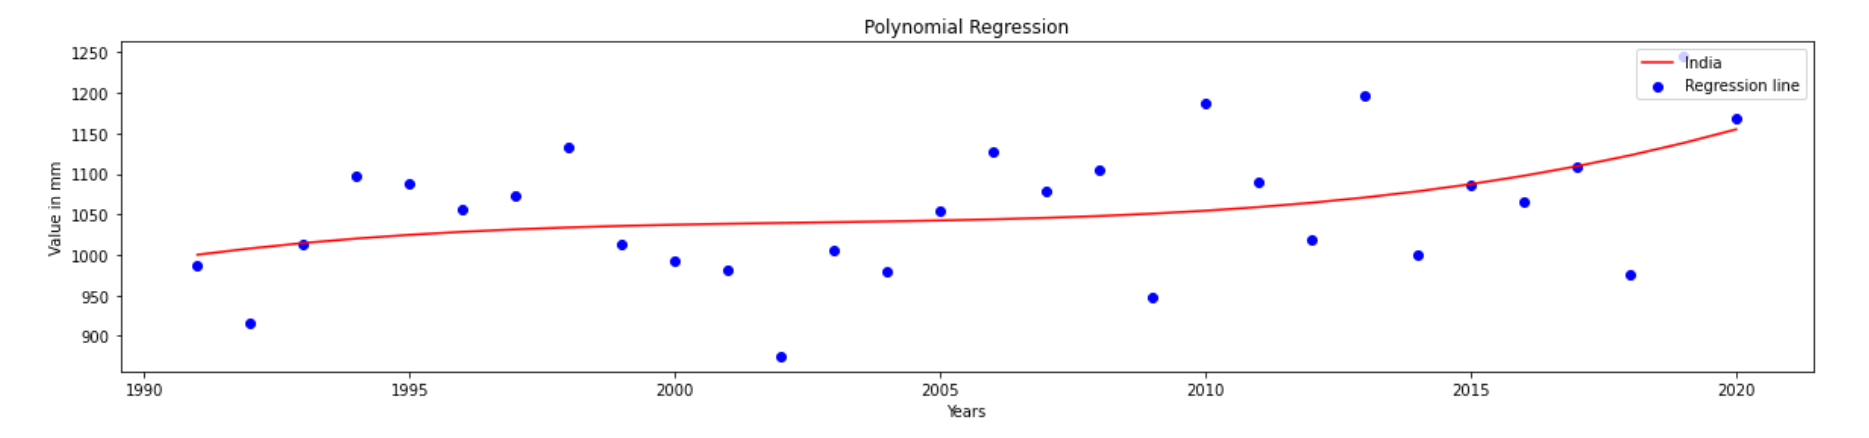 Polynomial Regression
1250
1200
1150
1100
1050
1000
950
900
Value in mm
India
Regression line
1990 1995 2000 2005 2010 2015 2020
Years